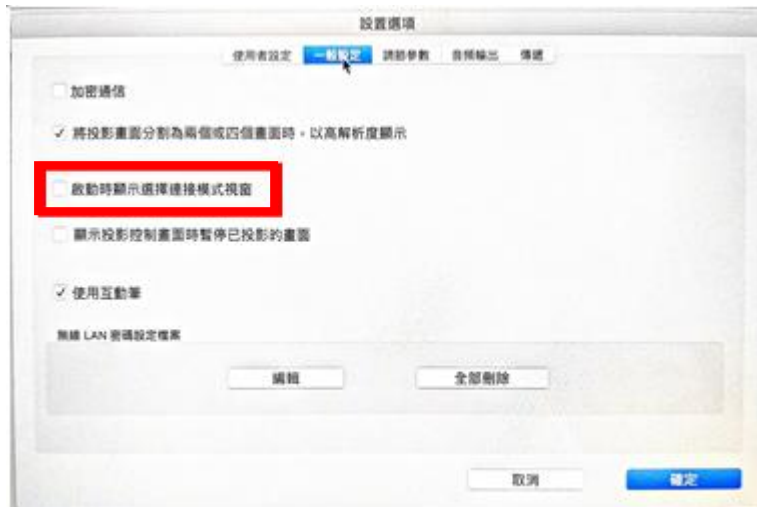 設置選項
使用者設定 一般設定 調節參數 音頻輸出 傳遞
加密通信
將投影畫面分割為兩個或四個畫面時，以高解析度顯示
啟動時顯示選擇連接模式視窗
顯示投影控制畫面時暫停已投影的畫面
使用互動筆
無線 LAN 密碼設定檔案
編輯 全部刪除
取消 確定